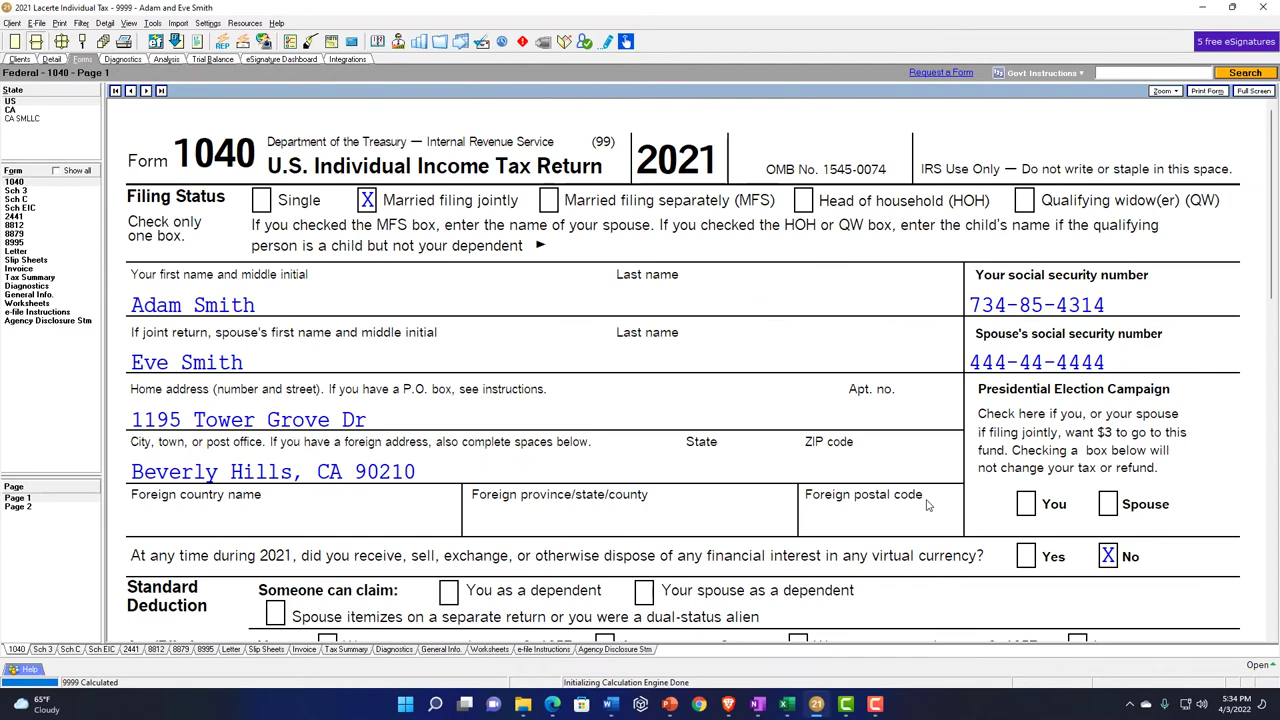 2021 Lacerte Individual Tax - 9999 - Adam and Eve Smith
Client E-File Print Filter Detail View Tools Import Settings Resources Help
REP
5 free eSignatures
Clients Detail Forms Diagnostics Analysis Trial Balance eSignature Dashboard Integrations
Federal - 1040 - Page 1
Request a Form Govt Instructions Search
State
US
CA
CA SMLLC
Zoom Print Form Full Screen
Form Show all
1040
Sch 3
Sch C
Sch EIC
2441
8812
8879
8995
Letter
Slip Sheets
Invoice
Tax Summary
Diagnostics
General Info.
Worksheets
e-file Instructions
Agency Disclosure Stm
Page
Page 1
Page 2
Form 1040 Department of the Treasury — Internal Revenue Service (99)
U.S. Individual Income Tax Return 2021 OMB No. 1545-0074 IRS Use Only — Do not write or staple in this space.
Filing Status Single X Married filing jointly Married filing separately (MFS) Head of household (HOH) Qualifying widow(er) (QW)
Check only one box.
If you checked the MFS box, enter the name of your spouse. If you checked the HOH or QW box, enter the child's name if the qualifying
person is a child but not your dependent
Your first name and middle initial Last name Your social security number
Adam Smith 734-85-4314
If joint return, spouse's first name and middle initial Last name Spouse's social security number
Eve Smith 444-44-4444
Home address (number and street). If you have a P.O. box, see instructions. Apt. no.
1195 Tower Grove Dr
City, town, or post office. If you have a foreign address, also complete spaces below. State ZIP code
Beverly Hills, CA 90210
Foreign country name Foreign province/state/county Foreign postal code
Presidential Election Campaign
Check here if you, or your spouse
if filing jointly, want $3 to go to this
fund. Checking a box below will
not change your tax or refund.
You Spouse
At any time during 2021, did you receive, sell, exchange, or otherwise dispose of any financial interest in any virtual currency? Yes X No
Standard Deduction
Someone can claim: You as a dependent Your spouse as a dependent
Spouse itemizes on a separate return or you were a dual-status alien
1040 Sch 3 Sch C Sch EIC 2441 8812 8879 8995 Letter Slip Sheets Invoice Tax Summary Diagnostics General Info. Worksheets e-file Instructions Agency Disclosure Stm
Help Open
9999 Calculated Initializing Calculation Engine Done
65°F
Cloudy
21
5:34 PM
4/3/2022